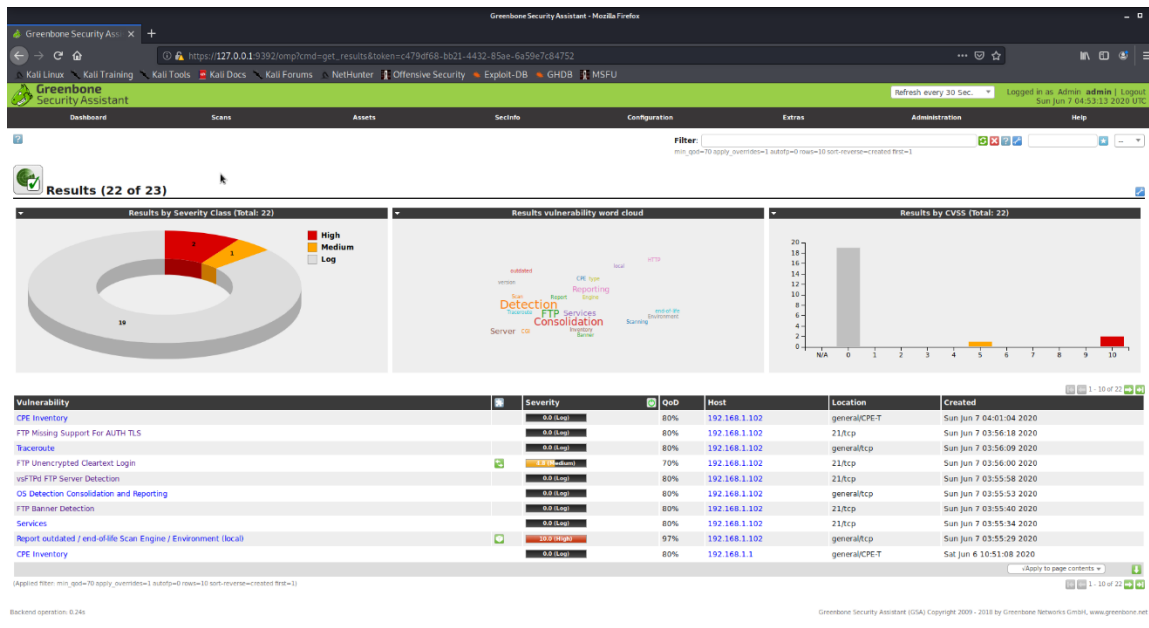 Greenbone Security Assistant - Mozilla Firefox
Greenbone Security Assi
https://127.0.0.1:9392/omp?cmd=get_results&token=c479df68-bb21-4432-85ae-6a59e7c84752
Kali Linux Kali Training Kali Tools Kali Docs Kali Forums NetHunter Offensive Security Exploit-DB GHDB MSFU
Greenbone
Security Assistant
Refresh every 30 Sec.
Logged in as Admin admin | Logout
Sun Jun 7 04:53:13 2020 UTC
Dashboard Scans Assets SecInfo Configuration Extras Administration Help
Filter:
min_qod=70 apply_overrides=1 autofp=0 rows=10 sort-reverse=created first=1
--
Results (22 of 23)
Results by Severity Class (Total: 22)
2
1
19
High
Medium
Log
Results vulnerability word cloud
vsFTPd
local
outdated
CPE type
version
Reporting
Scan Report Engine
Detection
Traceroute FTP Services end-of-life
Environment
Consolidation Scanning
Server Inventory
Banner
Results by CVSS (Total: 22)
20
18
16
14
12
10
8
6
4
2
0
N/A 0 1 2 3 4 5 6 7 8 9 10
1 - 10 of 22
Vulnerability Severity QoD Host Location Created
CPE Inventory 0.0 (Log) 80% 192.168.1.102 general/CPE-T Sun Jun 7 04:01:04 2020
FTP Missing Support For AUTH TLS 0.0 (Log) 80% 192.168.1.102 21/tcp Sun Jun 7 03:56:18 2020
Traceroute 0.0 (Log) 80% 192.168.1.102 general/tcp Sun Jun 7 03:56:09 2020
FTP Unencrypted Cleartext Login 4.8 (Medium) 70% 192.168.1.102 21/tcp Sun Jun 7 03:56:00 2020
vsFTPd FTP Server Detection 0.0 (Log) 80% 192.168.1.102 21/tcp Sun Jun 7 03:55:58 2020
OS Detection Consolidation and Reporting 0.0 (Log) 80% 192.168.1.102 general/tcp Sun Jun 7 03:55:53 2020
FTP Banner Detection 0.0 (Log) 80% 192.168.1.102 21/tcp Sun Jun 7 03:55:40 2020
Services 0.0 (Log) 80% 192.168.1.102 21/tcp Sun Jun 7 03:55:34 2020
Report outdated / end-of-life Scan Engine / Environment (local) 10.0 (High) 97% 192.168.1.102 general/tcp Sun Jun 7 03:55:29 2020
CPE Inventory 0.0 (Log) 80% 192.168.1.1 general/CPE-T Sat Jun 6 10:51:08 2020
√Apply to page contents
(Applied filter: min_qod=70 apply_overrides=1 autofp=0 rows=10 sort-reverse=created first=1)
1 - 10 of 22
Backend operation: 0.24s
Greenbone Security Assistant (GSA) Copyright 2009 - 2018 by Greenbone Networks GmbH, www.greenbone.net